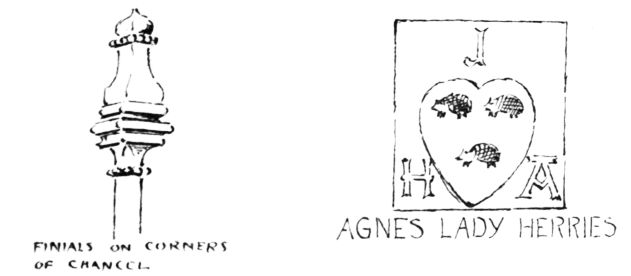 FINIALS ON CORNERS
OF CHANCEL
J
H A
AGNES LADY HERRIES